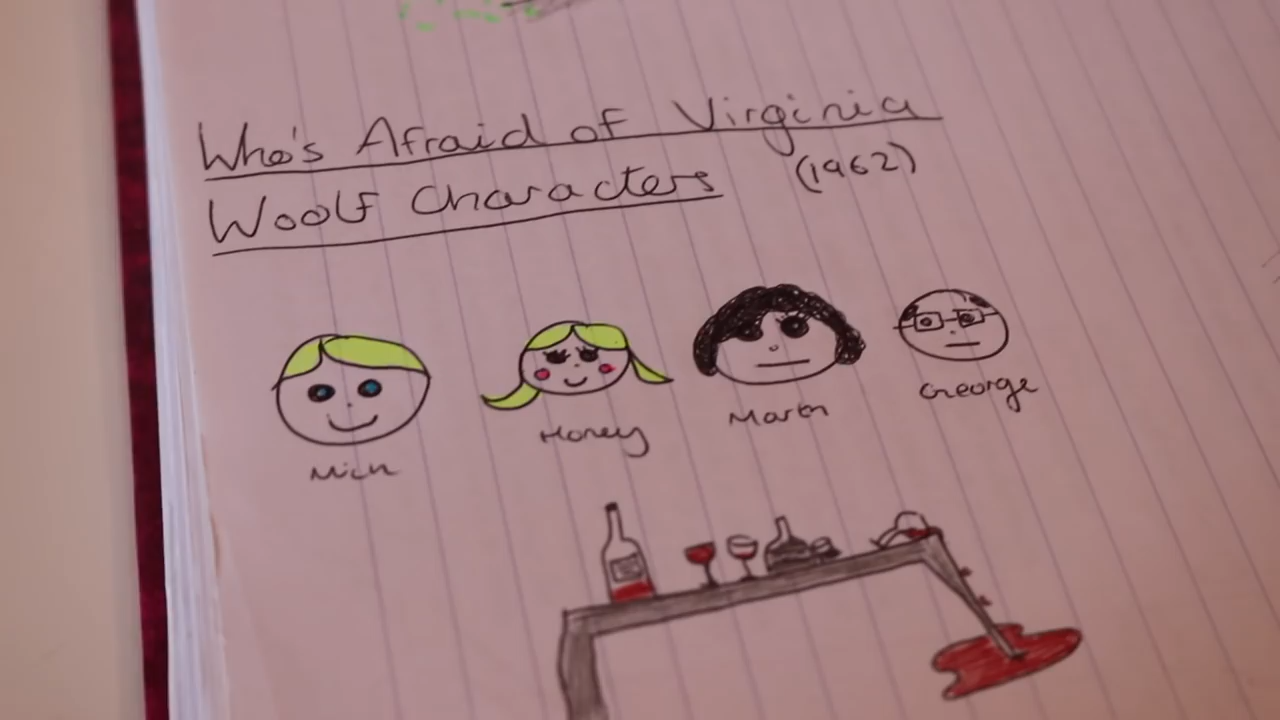 Who's Afraid of Virginia
Woolf Characters (1962)
Nick
Honey
Martha
George